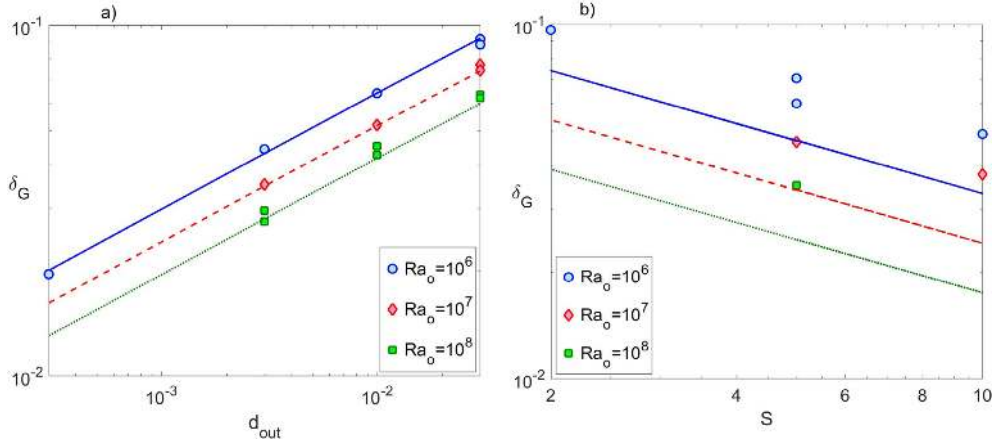 a)
10^-1
10^-2
δ_G
10^-3
10^-2
d_out
Ra_o=10^6
Ra_o=10^7
Ra_o=10^8
b)
10^-1
10^-2
δ_G
2
4
6
8
10
S
Ra_o=10^6
Ra_o=10^7
Ra_o=10^8